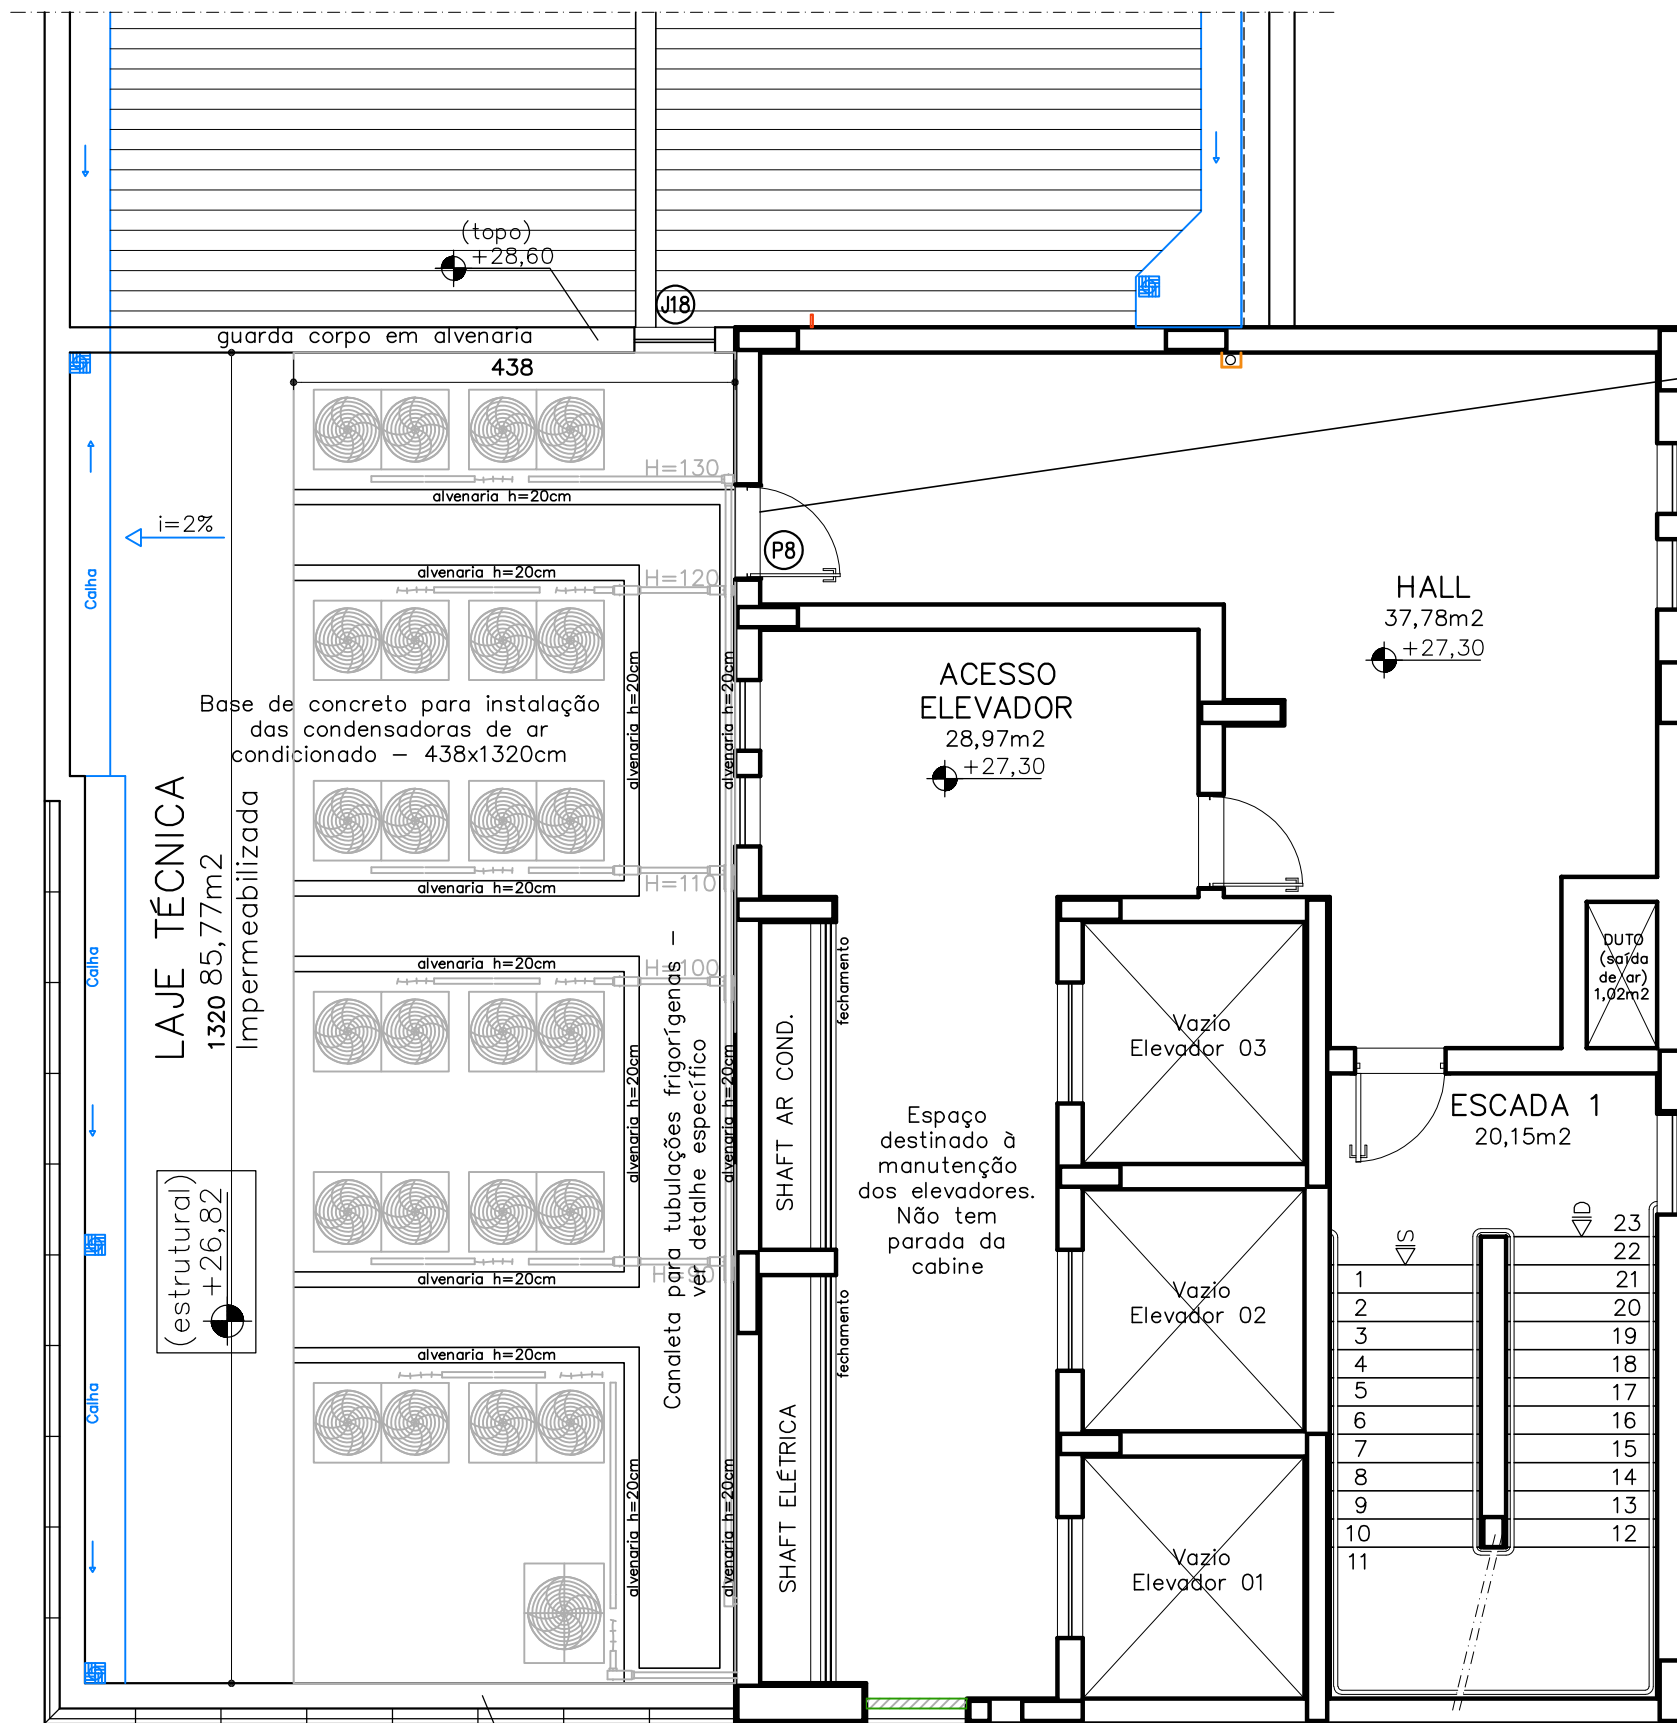 (topo)
+28,60
J18
guarda corpo em alvenaria
438
H=130
alvenaria h=20cm
i=2%
P8
Calha
alvenaria h=20cm
H=120
HALL
37,78m2
+27,30
alvenaria h=20cm
alvenaria h=20cm
Base de concreto para instalação
das condensadoras de ar
condicionado – 438x1320cm
ACESSO
ELEVADOR
28,97m2
+27,30
LAJE TÉCNICA
1320
85,77m2
Impermeabilizada
alvenaria h=20cm
H=110
Calha
alvenaria h=20cm
H=100
Canaleta para tubulações frigorígenas –
ver detalhe específico
alvenaria h=20cm
alvenaria h=20cm
SHAFT AR COND.
fechamento
DUTO
(saída
de ar)
1,02m2
Vazio
Elevador 03
ESCADA 1
20,15m2
Espaço
destinado à
manutenção
dos elevadores.
Não tem
parada da
cabine
(estrutural)
+26,82
H=90
alvenaria h=20cm
Vazio
Elevador 02
fechamento
S
D
23
22
1
21
2
20
3
19
4
18
5
17
6
16
7
15
8
14
9
13
10
12
11
alvenaria h=20cm
Calha
SHAFT ELÉTRICA
alvenaria h=20cm
alvenaria h=20cm
Vazio
Elevador 01